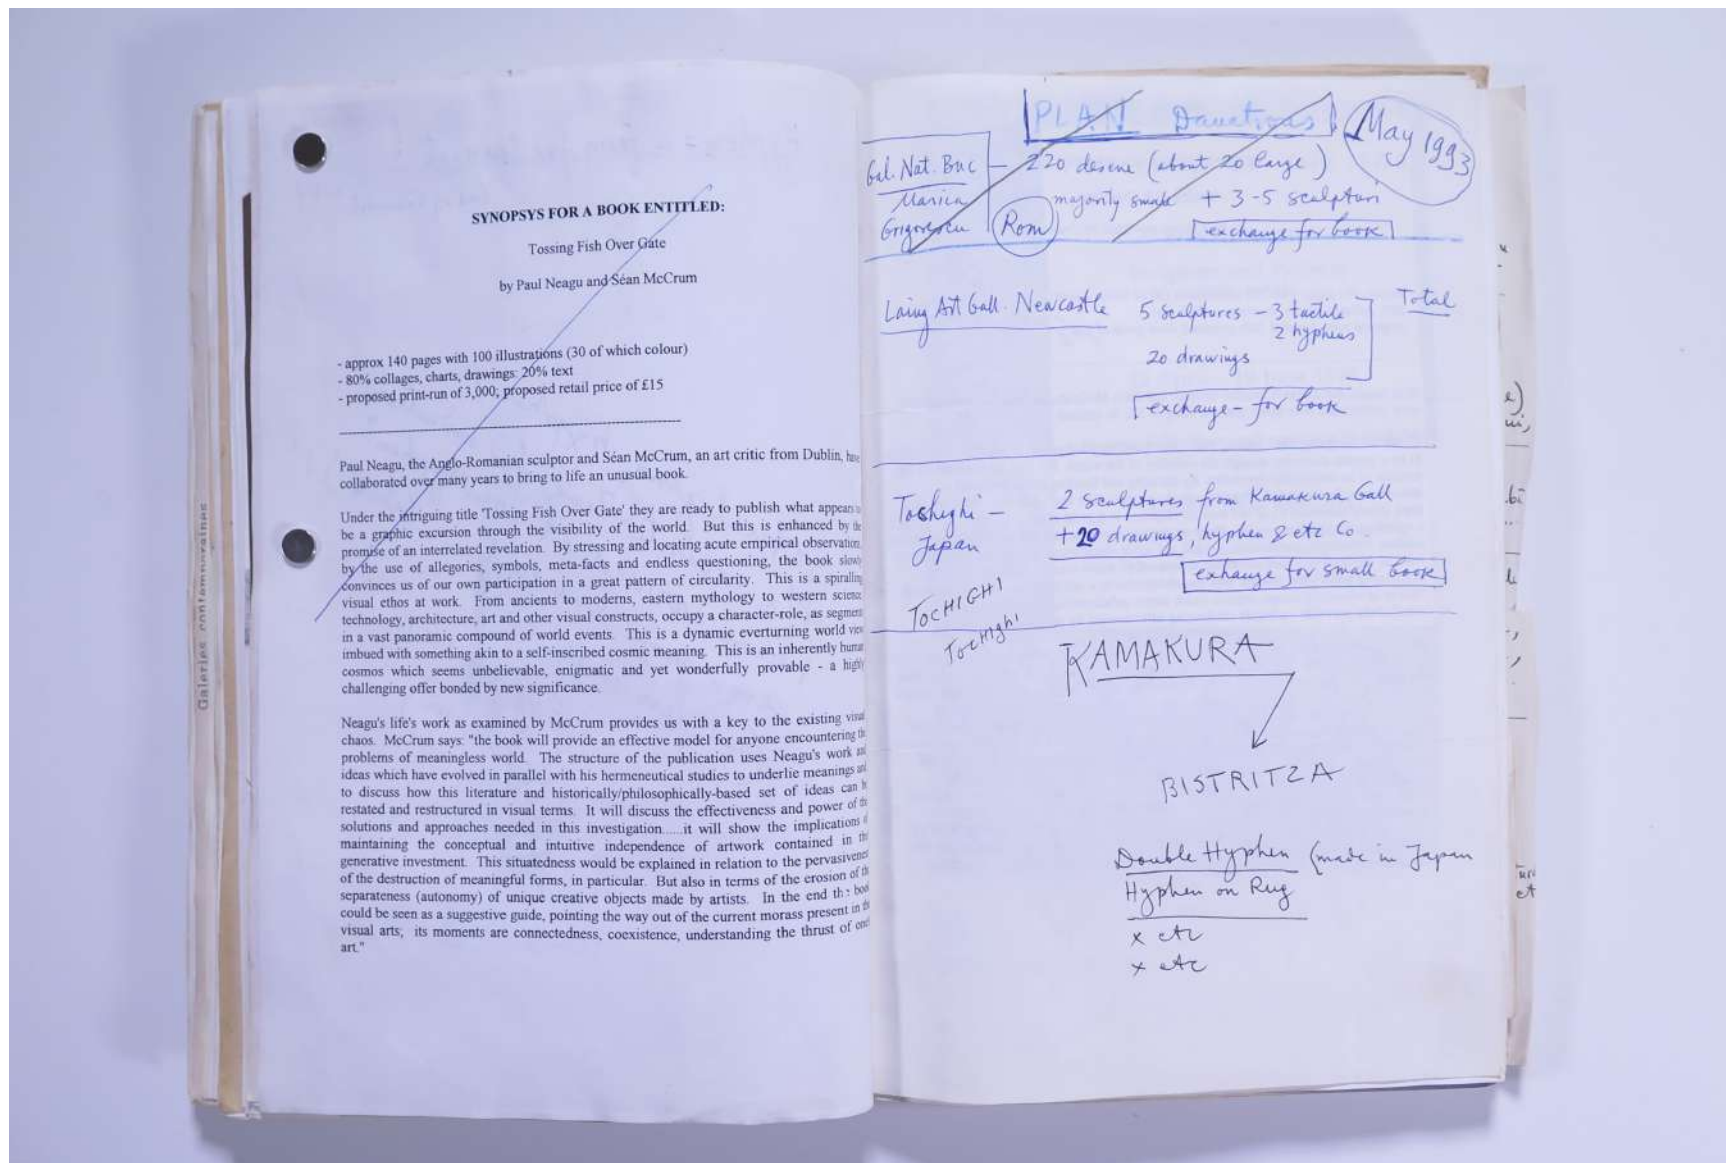 SYNOPSYS FOR A BOOK ENTITLED:
Tossing Fish Over Gate
by Paul Neagu and Séan McCrum
- approx 140 pages with 100 illustrations (30 of which colour)
- 80% collages, charts, drawings: 20% text
- proposed print-run of 3,000; proposed retail price of £15
Paul Neagu, the Anglo-Romanian sculptor and Séan McCrum, an art critic from Dublin, have
collaborated over many years to bring to life an unusual book.
Under the intriguing title 'Tossing Fish Over Gate' they are ready to publish what appears
be a graphic excursion through the visibility of the world. But this is enhanced by the
promise of an interrelated revelation. By stressing and locating acute empirical observation,
by the use of allegories, symbols, meta-facts and endless questioning, the book slowly
convinces us of our own participation in a great pattern of circularity. This is a spiralling
visual ethos at work. From ancients to moderns, eastern mythology to western science
technology, architecture, art and other visual constructs, occupy a character-role, as segment
in a vast panoramic compound of world events. This is a dynamic everturning world view
imbued with something akin to a self-inscribed cosmic meaning. This is an inherently human
cosmos which seems unbelievable, enigmatic and yet wonderfully provable - a highly
challenging offer bonded by new significance.
Neagu's life's work as examined by McCrum provides us with a key to the existing visual
chaos. McCrum says: "the book will provide an effective model for anyone encountering the
problems of meaningless world. The structure of the publication uses Neagu's work and
ideas which have evolved in parallel with his hermeneutical studies to underlie meanings and
to discuss how this literature and historically/philosophically-based set of ideas can b
restated and restructured in visual terms. It will discuss the effectiveness and power of the
solutions and approaches needed in this investigation.....it will show the implications
maintaining the conceptual and intuitive independence of artwork contained in the
generative investment. This situatedness would be explained in relation to the pervasivenes
of the destruction of meaningful forms, in particular. But also in terms of the erosion of the
separateness (autonomy) of unique creative objects made by artists. In the end the boo
could be seen as a suggestive guide, pointing the way out of the current morass present in the
visual arts; its moments are connectedness, coexistence, understanding the thrust of
art."
Galeries contemporaines
PLAN Donations
May 1993
Gal. Nat. Buc — 220 desene (about 20 large)
Marica majority small + 3-5 sculpturi
Grigorescu Rom exchange for book
Laing Art Gall. Newcastle 5 sculptures – 3 tactile Total
2 hyphens
20 drawings
exchange – for book
Toshighi – 2 sculptures from Kamakura Gall
Japan +20 drawings, hyphen & etc Co.
exhange for small book
TOCHIGHI
TocHIghi
KAMAKURA
BISTRITZA
Double Hyphen (made in Japan
Hyphen on Rug
x etc
x etc